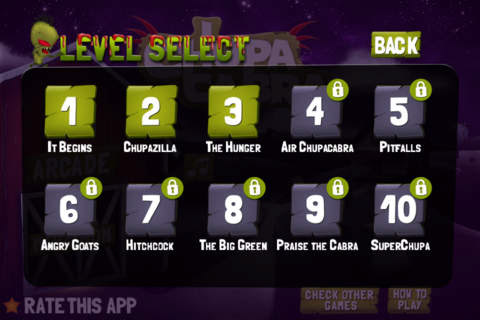 LEVEL SELECT
BACK
1 2 3 4 5
IT BEGINS CHUPAZILLA THE HUNGER AIR CHUPACABRA PITFALLS
6 7 8 9 10
ANGRY GOATS HITCHCOCK THE BIG GREEN PRAISE THE CABRA SUPERCHUPA
ARCADE
RATE THIS APP
CHECK OTHER
GAMES
HOW TO
PLAY